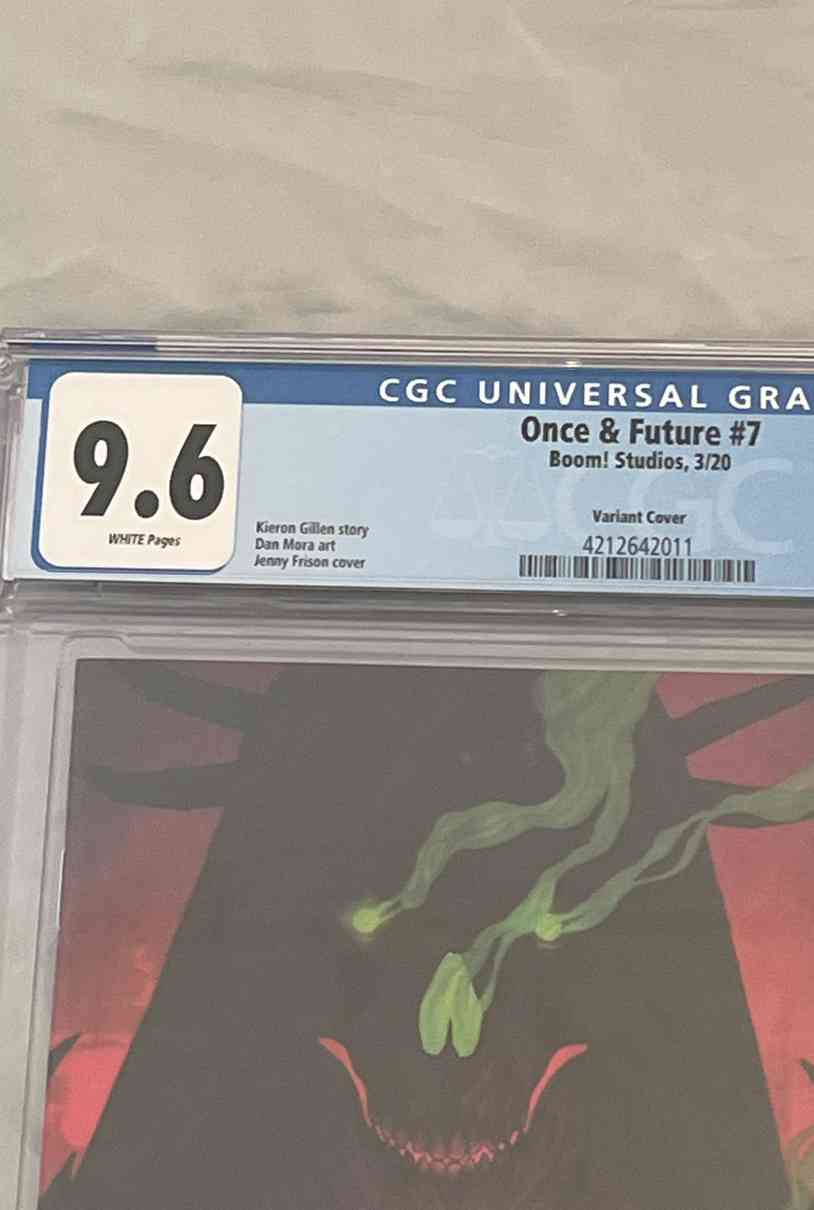 CGC UNIVERSAL GRA
9.6
WHITE Pages
Once & Future #7
Boom! Studios, 3/20
Kieron Gillen story
Dan Mora art
Jenny Frison cover
Variant Cover
4212642011
CGC